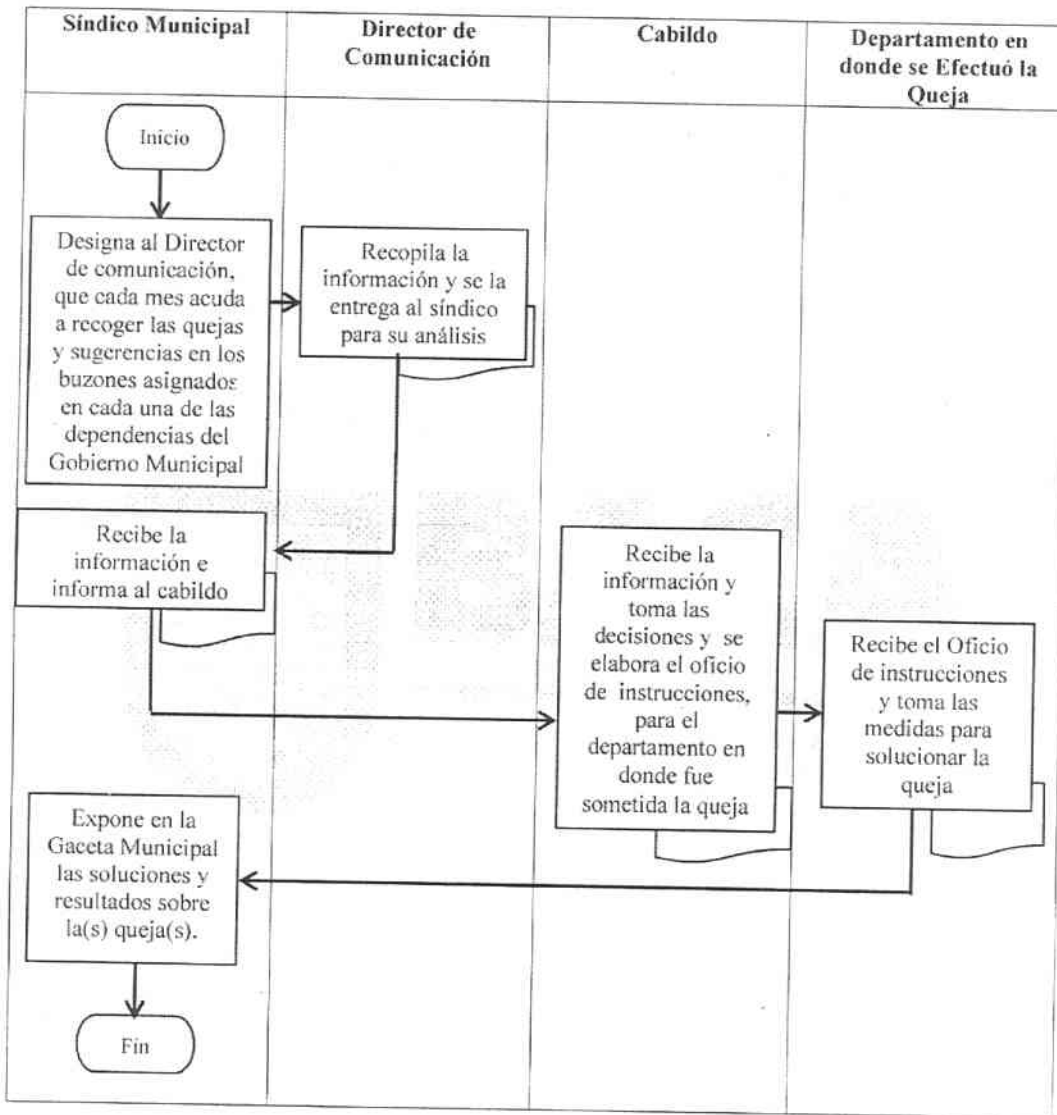 Síndico Municipal
Director de
Comunicación
Cabildo
Departamento en
donde se Efectuó la
Queja
Inicio
Designa al Director
de comunicación,
que cada mes acuda
a recoger las quejas
y sugerencias en los
buzones asignados
en cada una de las
dependencias del
Gobierno Municipal
Recopila la
información y se la
entrega al síndico
para su análisis
Recibe la
información e
informa al cabildo
Recibe la
información y
toma las
decisiones y se
elabora el oficio
de instrucciones,
para el
departamento en
donde fue
sometida la queja
Recibe el Oficio
de instrucciones
y toma las
medidas para
solucionar la
queja
Expone en la
Gaceta Municipal
las soluciones y
resultados sobre
la(s) queja(s).
Fin